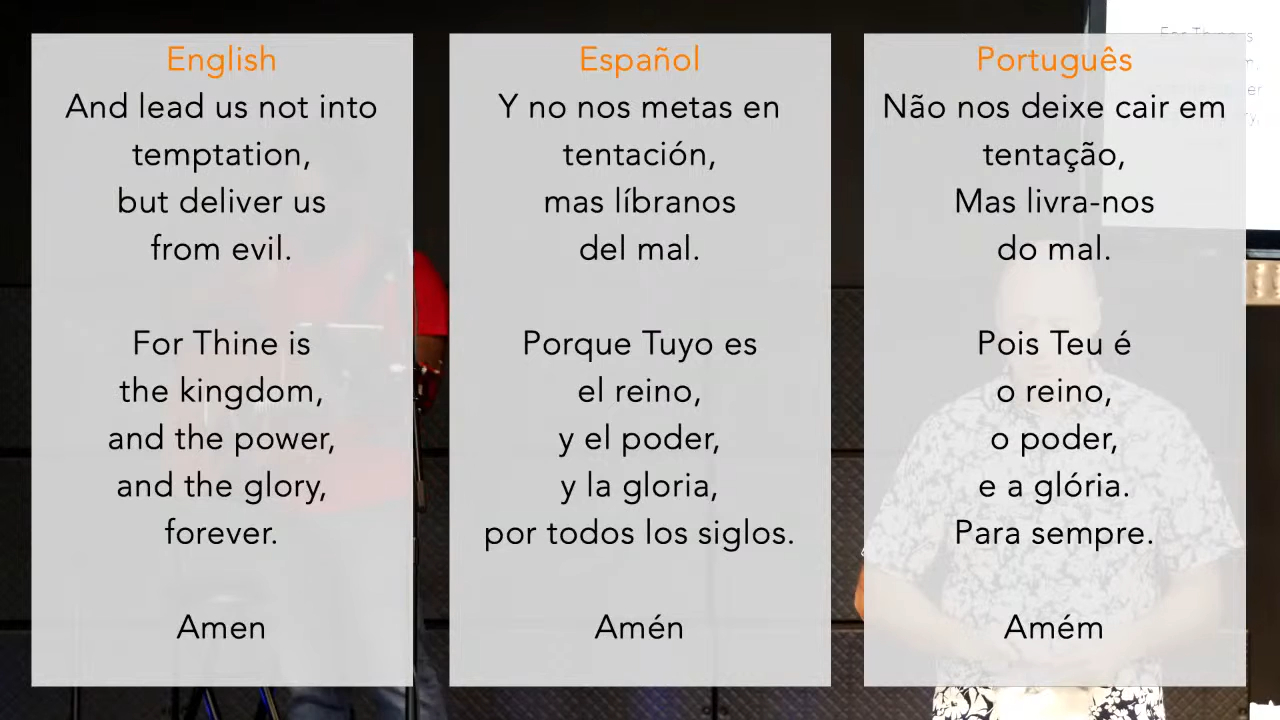 English
And lead us not into
temptation,
but deliver us
from evil.
For Thine is
the kingdom,
and the power,
and the glory,
forever.
Amen
Español
Y no nos metas en
tentación,
mas líbranos
del mal.
Porque Tuyo es
el reino,
y el poder,
y la gloria,
por todos los siglos.
Amén
Português
Não nos deixe cair em
tentação,
Mas livra-nos
do mal.
Pois Teu é
o reino,
o poder,
e a glória.
Para sempre.
Amém